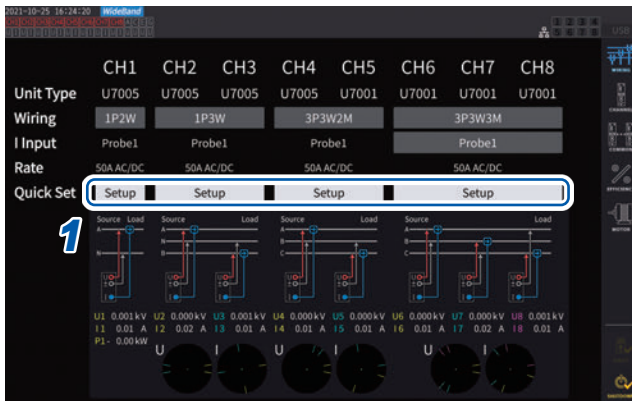 2021-10-25 16:24:20 WideBand
USB
CH1 CH2 CH3 CH4 CH5 CH6 CH7 CH8
Unit Type U7005 U7005 U7005 U7005 U7001 U7001 U7001 U7001
Wiring 1P2W 1P3W 3P3W2M 3P3W3M
I Input Probe1 Probe1 Probe1 Probe1
Rate 50A AC/DC 50A AC/DC 50A AC/DC 50A AC/DC
Quick Set Setup Setup Setup Setup
1
Source Load Source Load Source Load Source Load
A A A A
B B
N N B C C
U1 0.001kV U2 0.000kV U3 0.001kV U4 0.000kV U5 0.000kV U6 0.000kV U7 0.000kV U8 0.001kV
I1 0.01 A I2 0.02 A I3 0.01 A I4 0.01 A I5 0.01 A I6 0.01 A I7 0.02 A I8 0.01 A
P1- 0.00kW
U I U I U I
WIRING
CHANNEL
COMMON
EFFICIENCY
MOTOR